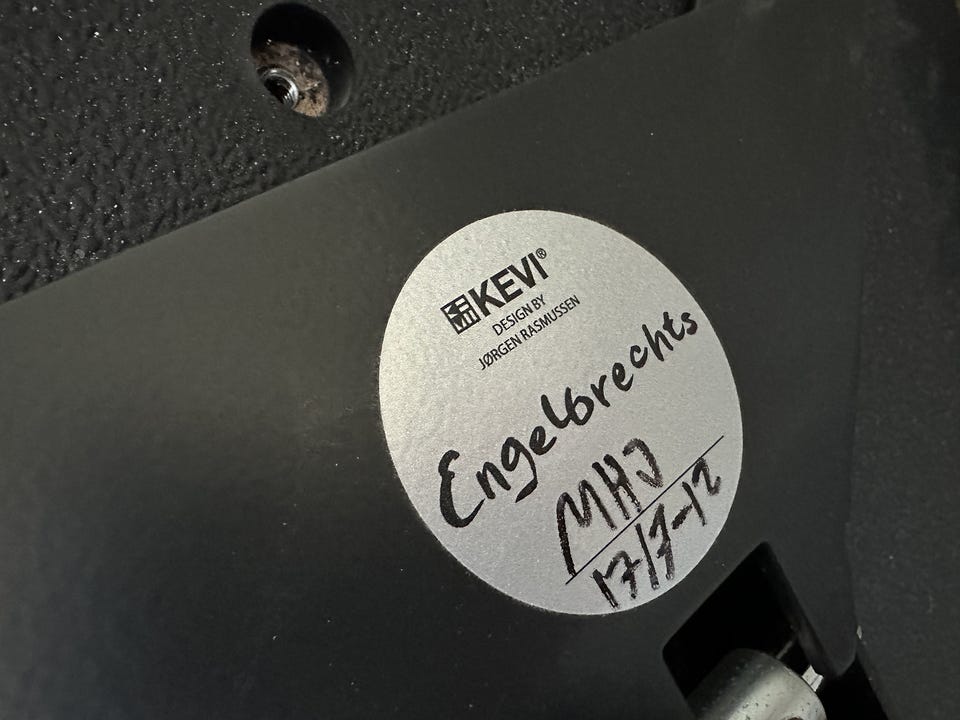 KEVI®
DESIGN BY
JØRGEN RASMUSSEN
Engelbrechts
MHJ
17/7-12